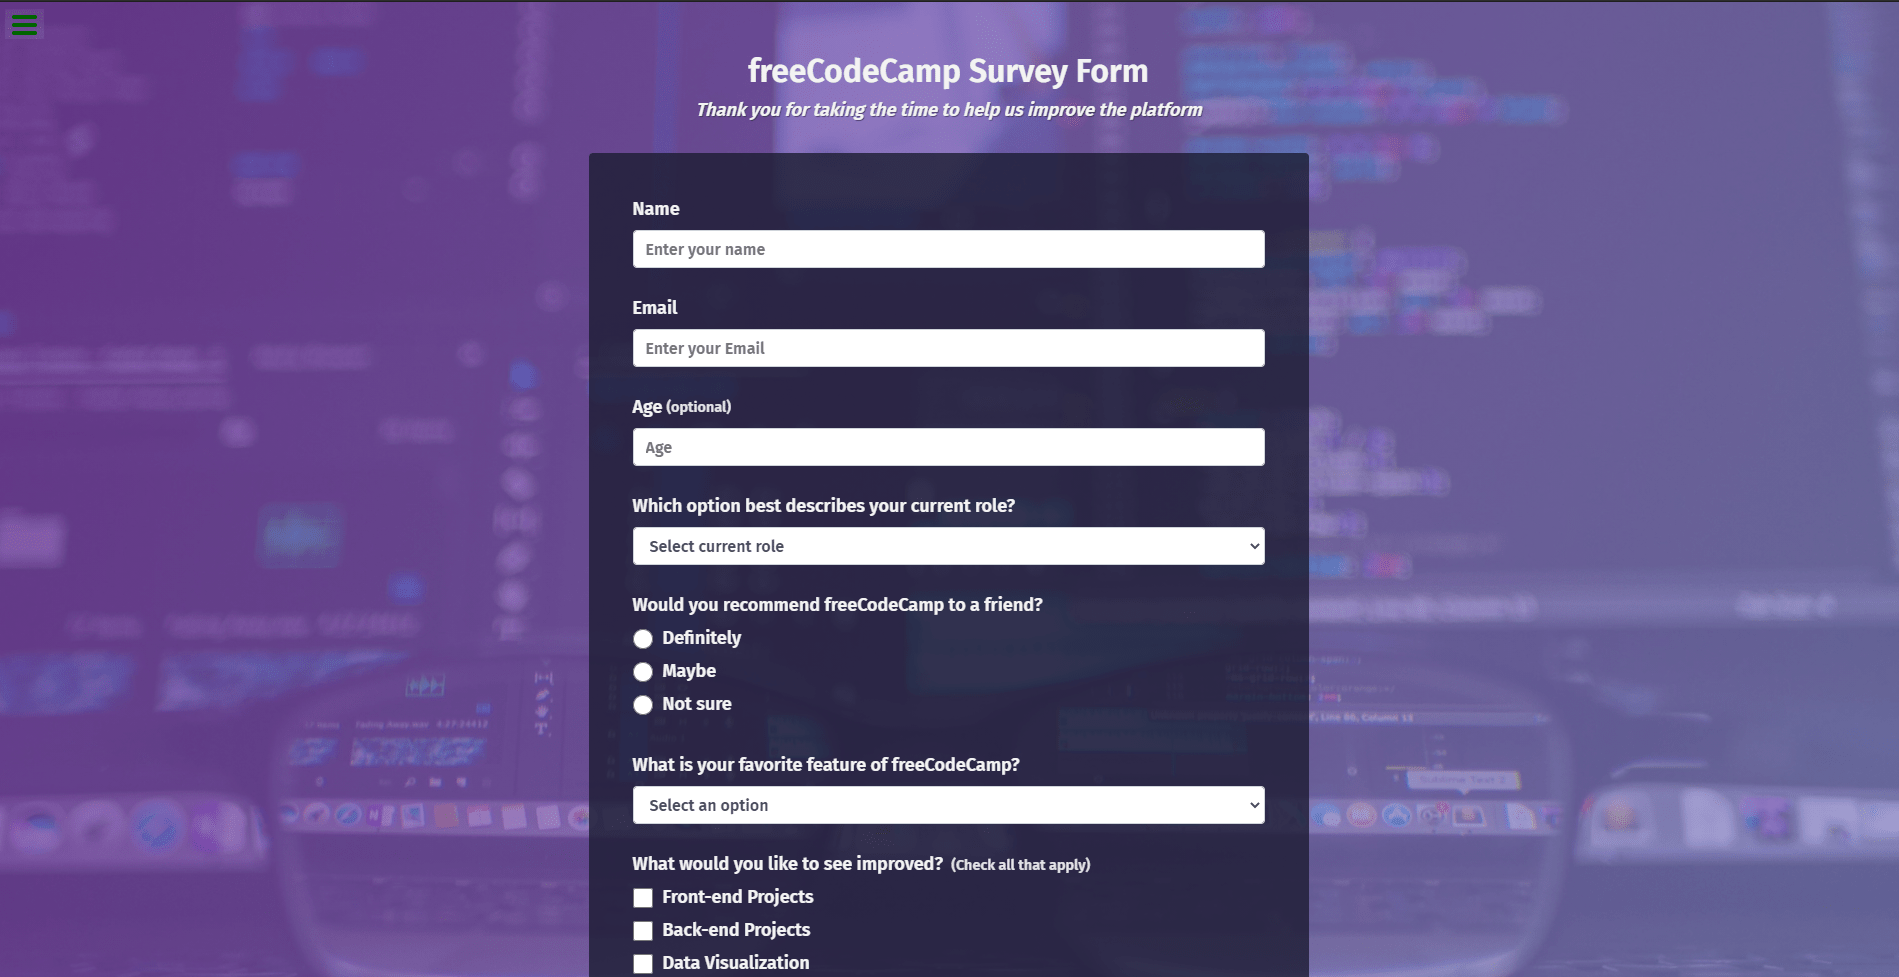 freeCodeCamp Survey Form
Thank you for taking the time to help us improve the platform
Name
Enter your name
Email
Enter your Email
Age (optional)
Age
Which option best describes your current role?
Select current role
Would you recommend freeCodeCamp to a friend?
Definitely
Maybe
Not sure
What is your favorite feature of freeCodeCamp?
Select an option
What would you like to see improved? (Check all that apply)
Front-end Projects
Back-end Projects
Data Visualization